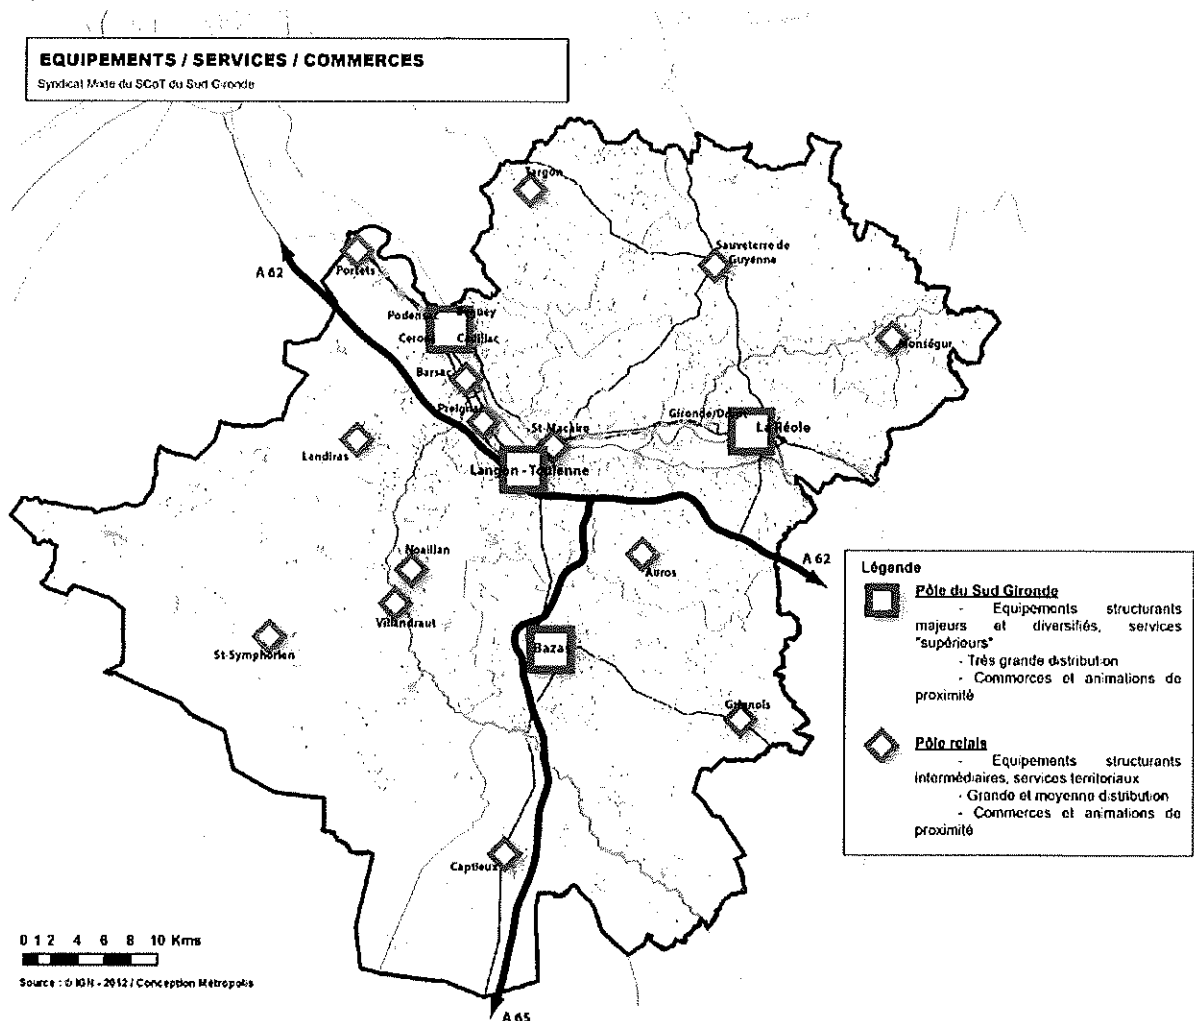 EQUIPEMENTS / SERVICES / COMMERCES
Syndicat Mixte du SCoT du Sud Gironde
Targon
Sauveterre de
Guyenne
A 62
Portets
Podensac
Béguey
Cérons
Cadillac
Monségur
Barsac
Preignac
Gironde/Dropt
St-Macaire
La Réole
Landiras
Langon - Toulenne
Noaillan
Auros
A 62
Villandraut
St-Symphorien
Bazas
Grignols
Captieux
A 65
Légende
Pôle du Sud Gironde
- Equipements structurants
majeurs et diversifiés, services
"supérieurs"
- Très grande distribution
- Commerces et animations de
proximité
Pôle relais
- Equipements structurants
intermédiaires, services territoriaux
- Grande et moyenne distribution
- Commerces et animations de
proximité
0 1 2 4 6 8 10 Kms
Source : © IGN - 2012 / Conception Métropolis